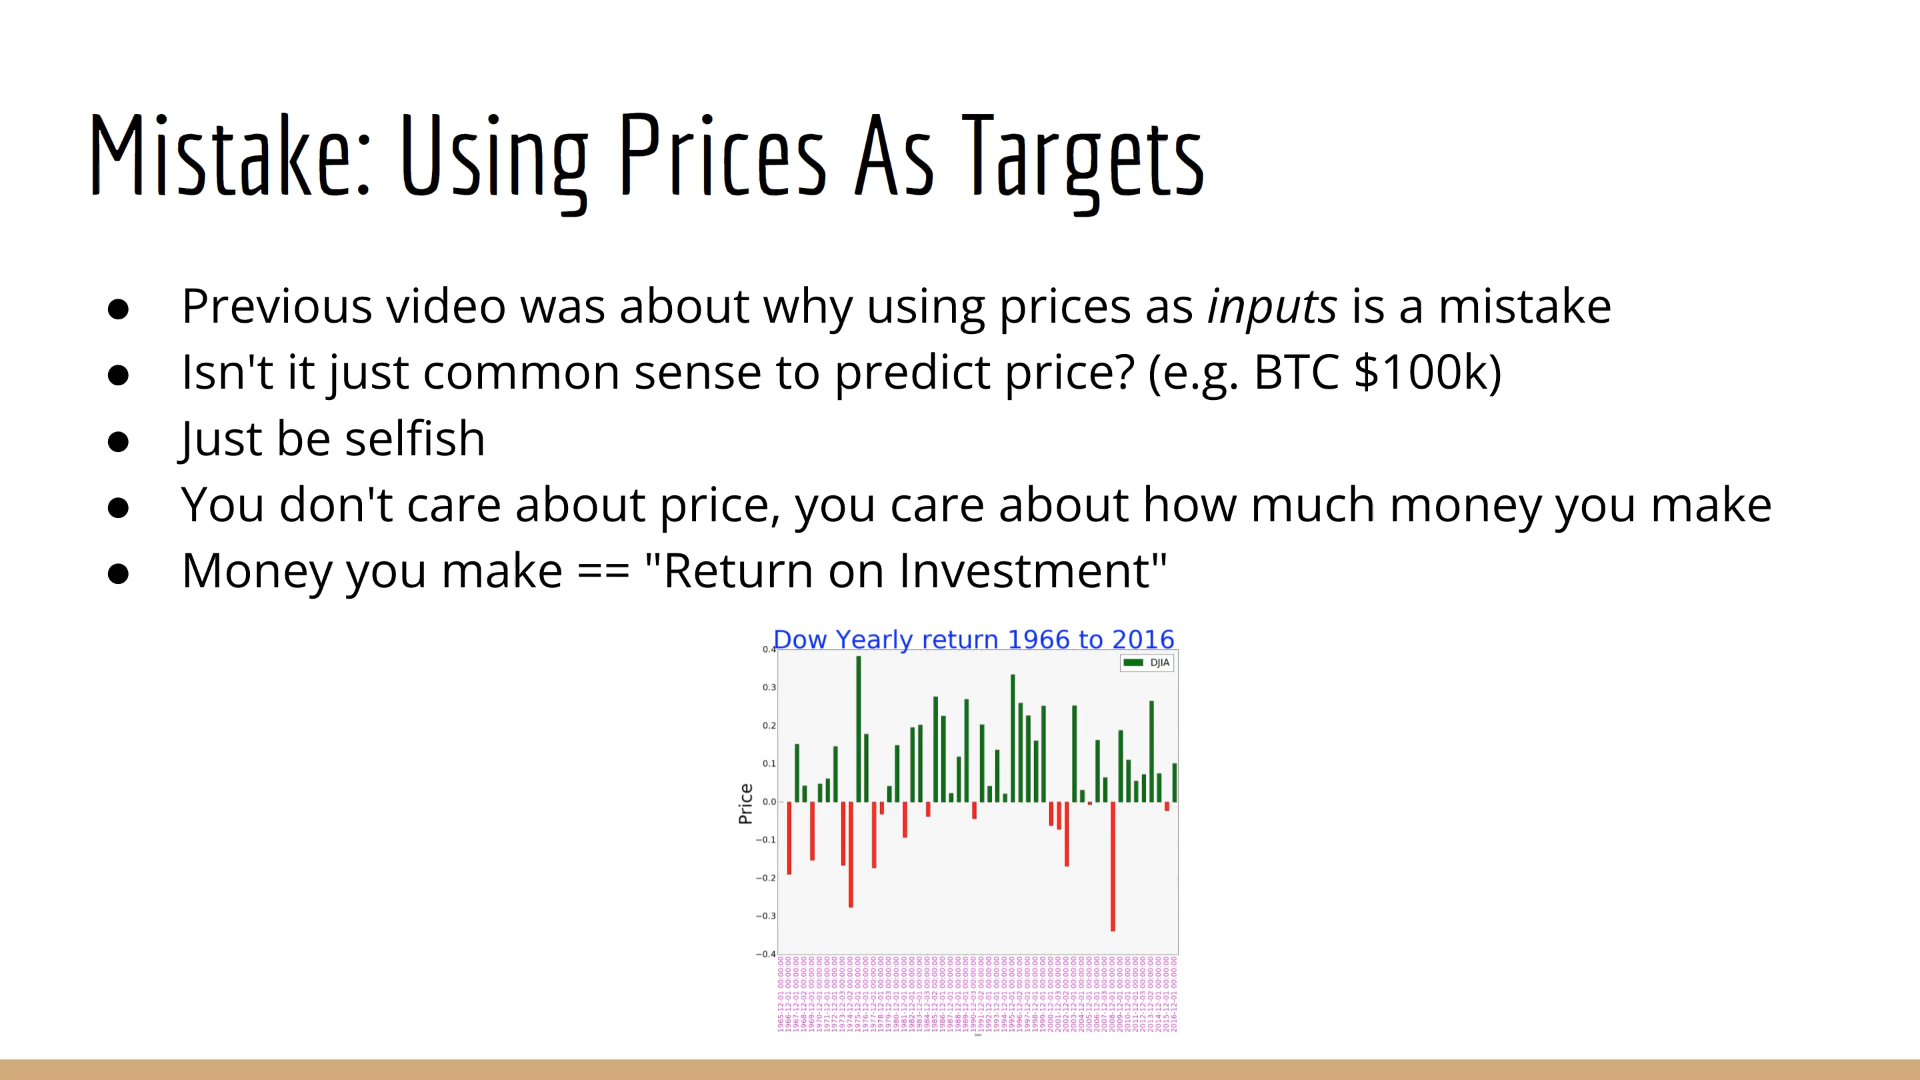 Mistake: Using Prices As Targets
● Previous video was about why using prices as inputs is a mistake
● Isn't it just common sense to predict price? (e.g. BTC $100k)
● Just be selfish
● You don't care about price, you care about how much money you make
● Money you make == "Return on Investment"
Dow Yearly return 1966 to 2016
DJIA
Price
0.4
0.3
0.2
0.1
0.0
−0.1
−0.2
−0.3
−0.4